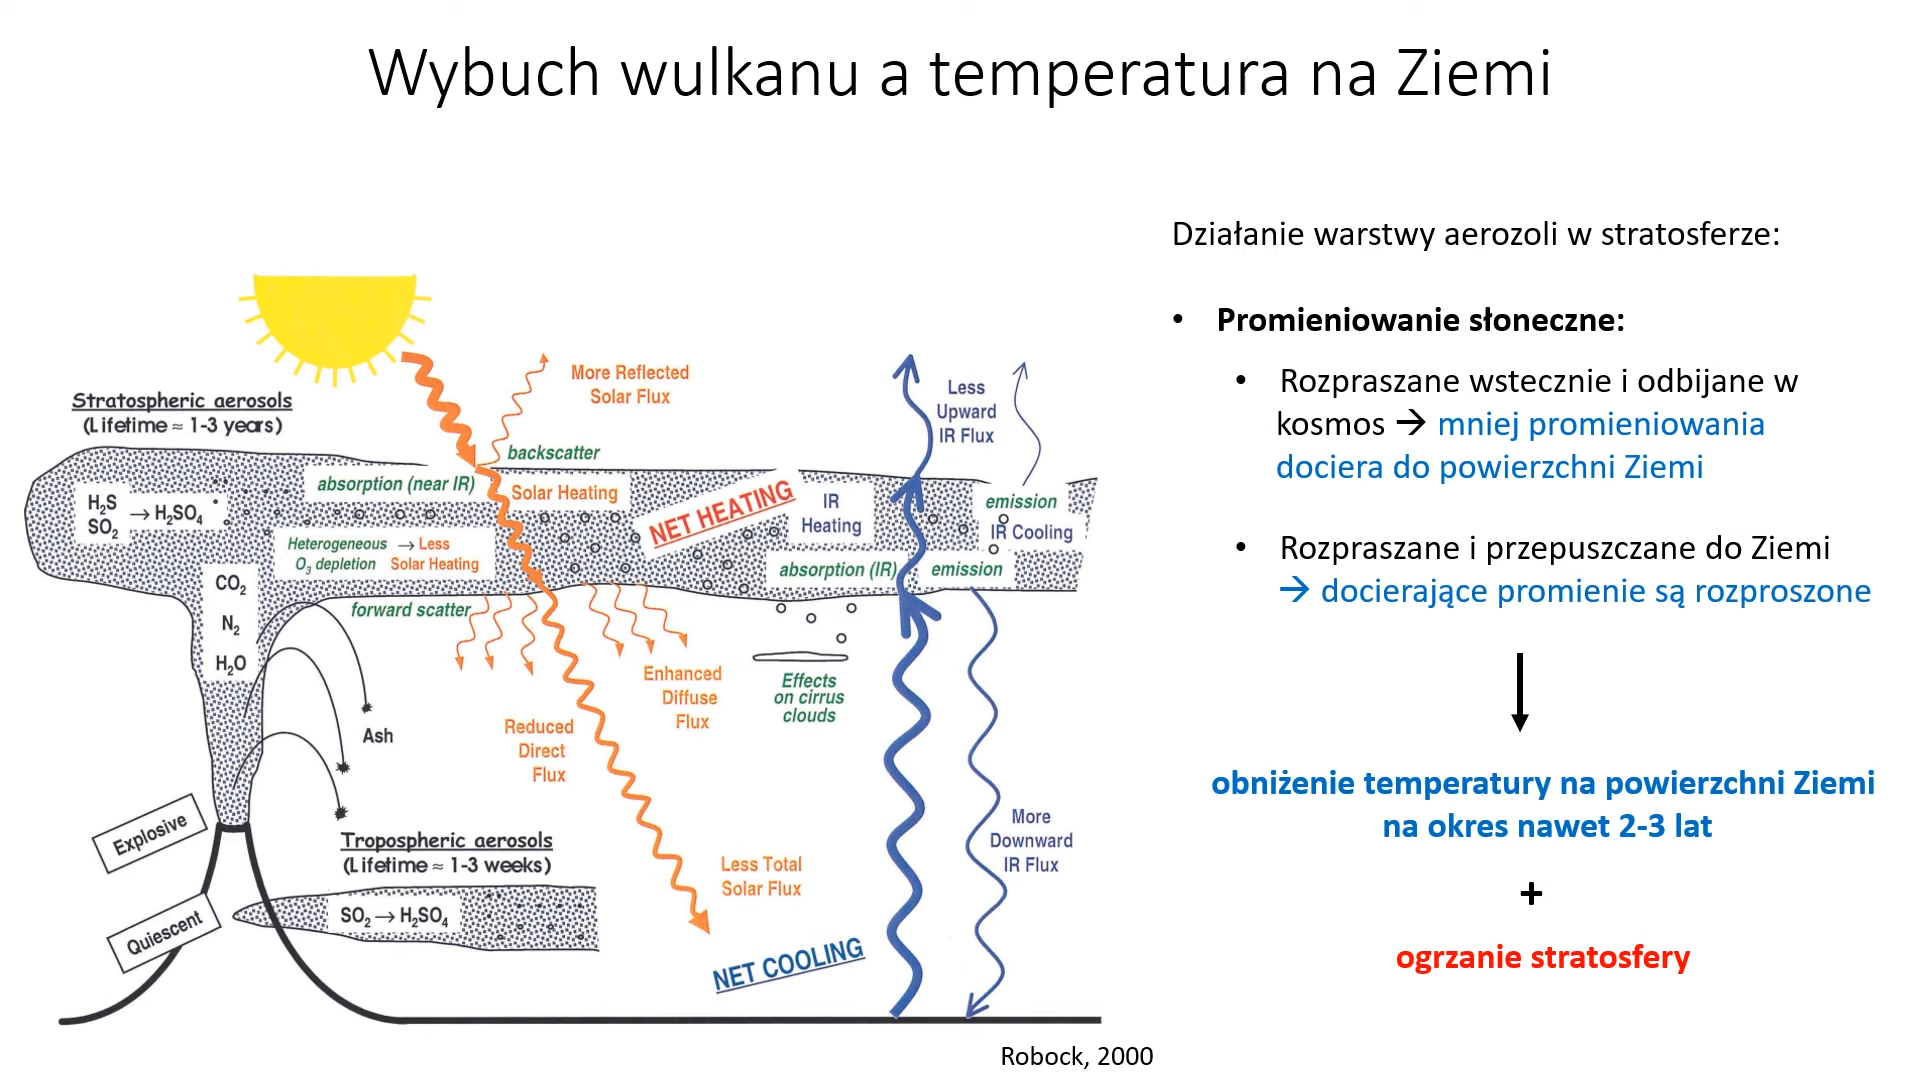 Wybuch wulkanu a temperatura na Ziemi
Stratospheric aerosols
(Lifetime ≈ 1-3 years)
More Reflected
Solar Flux
backscatter
Less
Upward
IR Flux
absorption (near IR)
Solar Heating
NET HEATING
IR
Heating
emission
IR Cooling
H₂S
SO₂
→ H₂SO₄
Heterogeneous → Less
O₃ depletion Solar Heating
absorption (IR)
emission
CO₂
N₂
H₂O
forward scatter
Enhanced
Diffuse
Flux
Effects
on cirrus
clouds
Reduced
Direct
Flux
Ash
Explosive
Quiescent
Tropospheric aerosols
(Lifetime ≈ 1-3 weeks)
SO₂ → H₂SO₄
Less Total
Solar Flux
More
Downward
IR Flux
NET COOLING
Robock, 2000
Działanie warstwy aerozoli w stratosferze:
• Promieniowanie słoneczne:
• Rozpraszane wstecznie i odbijane w
kosmos → mniej promieniowania
dociera do powierzchni Ziemi
• Rozpraszane i przepuszczane do Ziemi
→ docierające promienie są rozproszone
obniżenie temperatury na powierzchni Ziemi
na okres nawet 2-3 lat
+
ogrzanie stratosfery